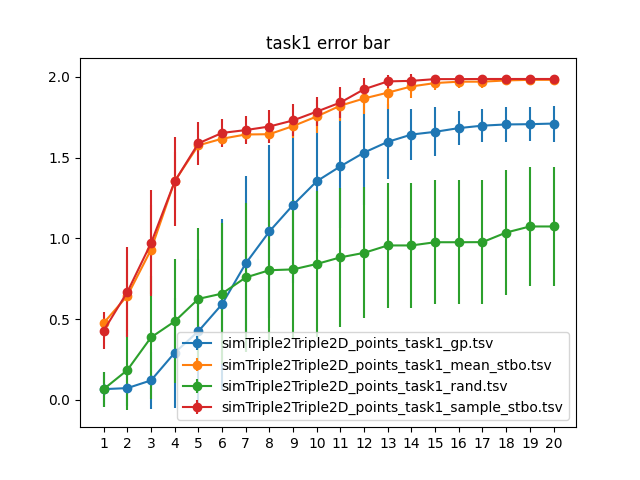 task1 error bar
2.0
1.5
1.0
0.5
0.0
simTriple2Triple2D_points_task1_gp.tsv
simTriple2Triple2D_points_task1_mean_stbo.tsv
simTriple2Triple2D_points_task1_rand.tsv
simTriple2Triple2D_points_task1_sample_stbo.tsv
1 2 3 4 5 6 7 8 9 10 11 12 13 14 15 16 17 18 19 20